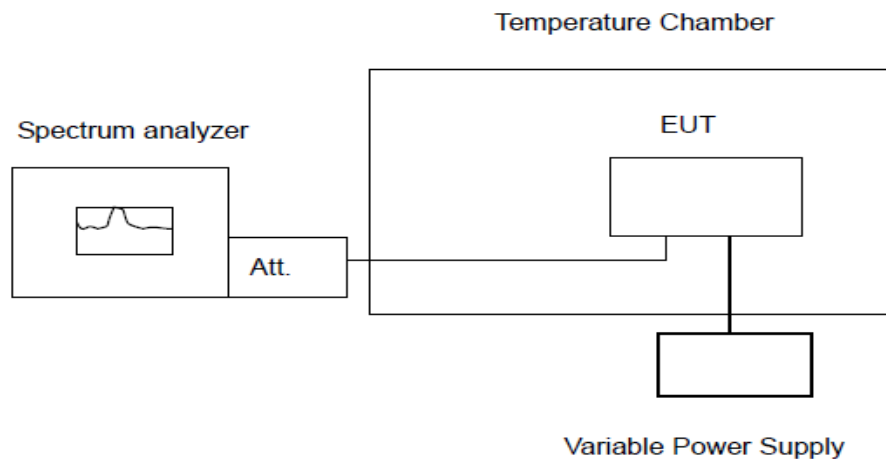 Temperature Chamber
Spectrum analyzer
EUT
Att.
Variable Power Supply